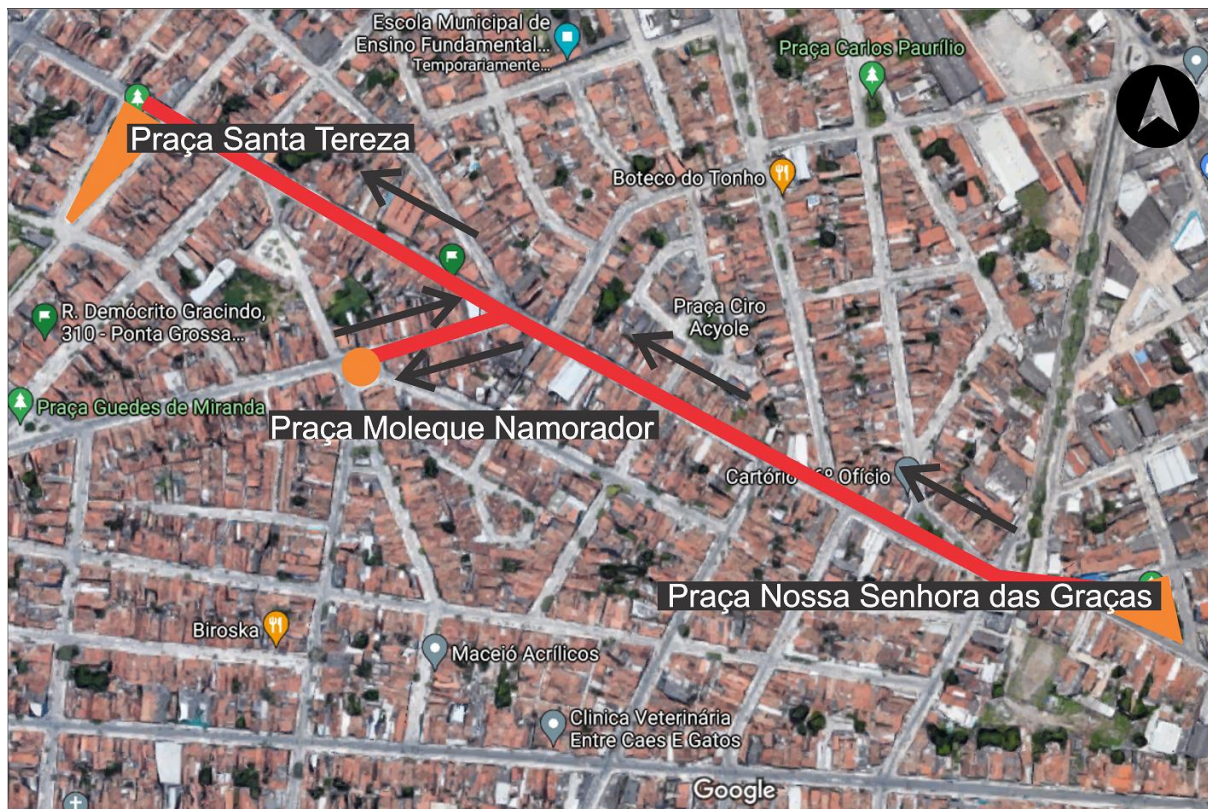 Escola Municipal de
Ensino Fundamental...
Temporariamente...
Praça Carlos Paurílio
Praça Santa Tereza
Boteco do Tonho
R. Demócrito Gracindo,
310 - Ponta Grossa...
Praça Ciro
Acyole
Praça Guedes de Miranda
Praça Moleque Namorador
Cartório 6º Ofício
Praça Nossa Senhora das Graças
Biroska
Maceió Acrílicos
Clinica Veterinária
Entre Caes E Gatos
Google